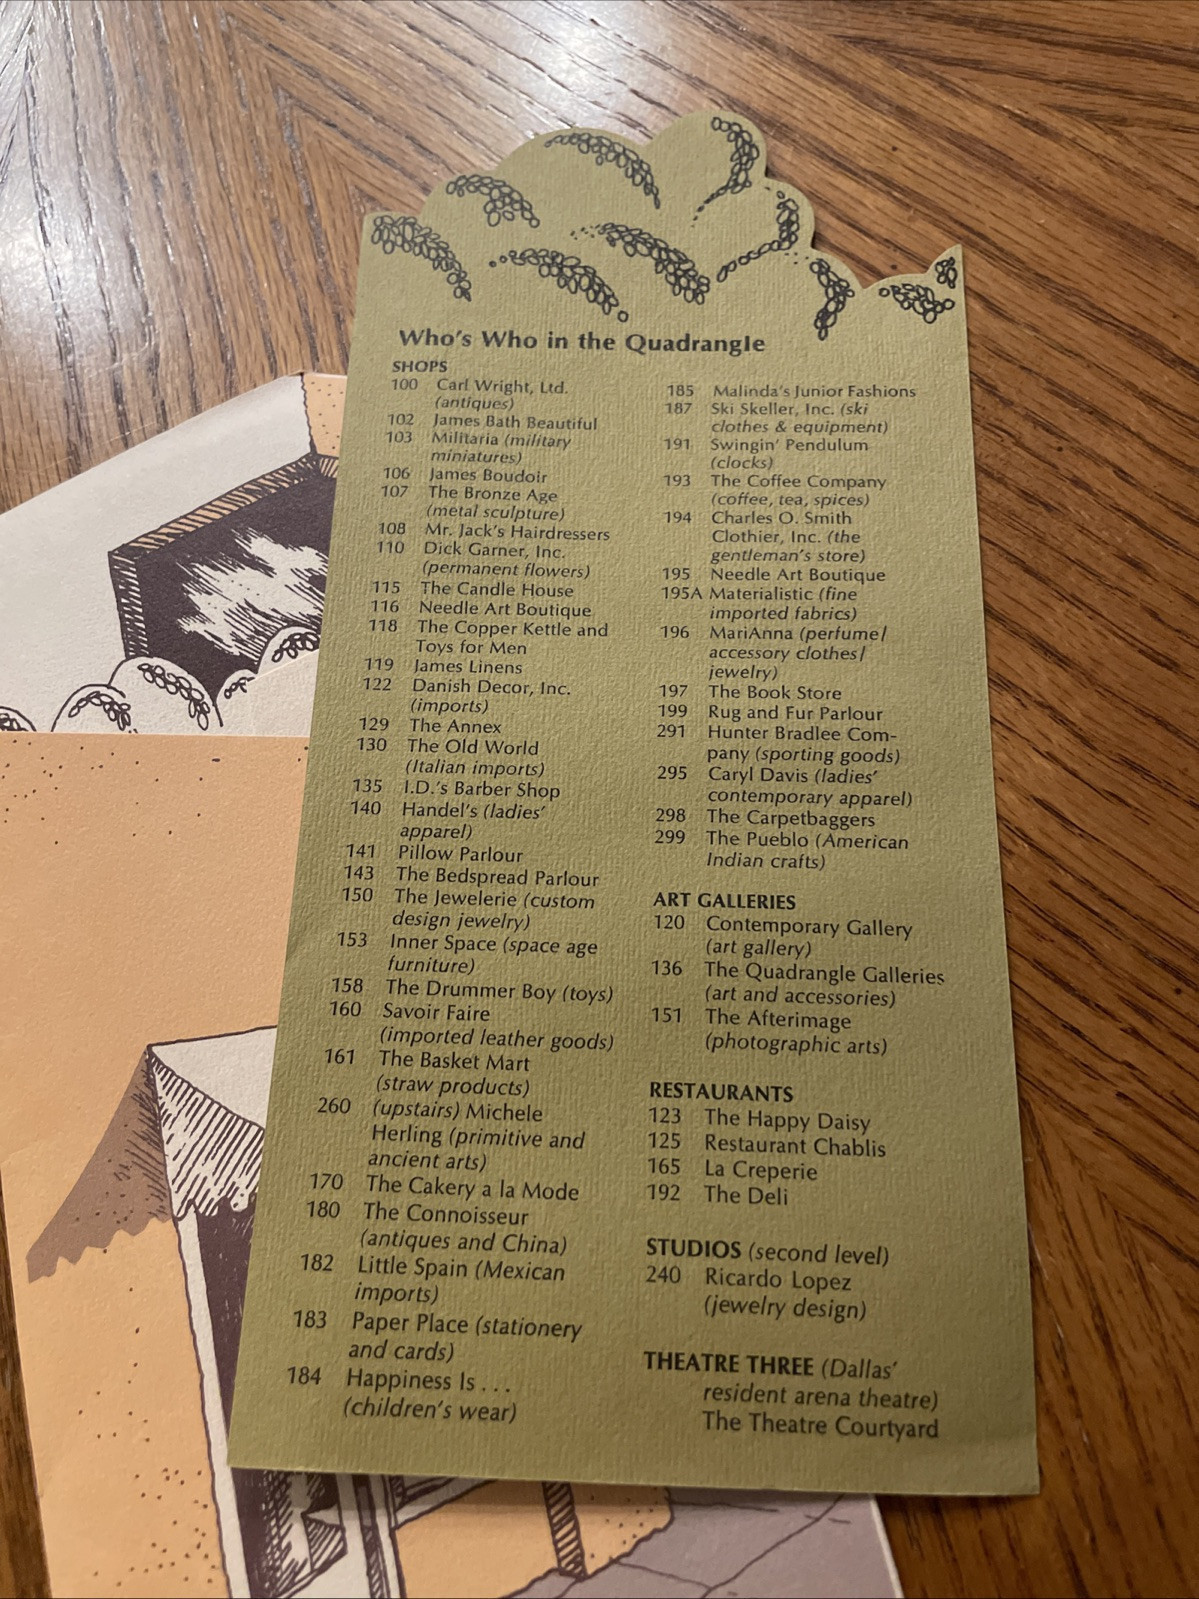 Who's Who in the Quadrangle
SHOPS
100 Carl Wright, Ltd.
(antiques)
102 James Bath Beautiful
103 Militaria (military
miniatures)
106 James Boudoir
107 The Bronze Age
(metal sculpture)
108 Mr. Jack's Hairdressers
110 Dick Garner, Inc.
(permanent flowers)
115 The Candle House
116 Needle Art Boutique
118 The Copper Kettle and
Toys for Men
119 James Linens
122 Danish Decor, Inc.
(imports)
129 The Annex
130 The Old World
(Italian imports)
135 I.D.'s Barber Shop
140 Handel's (ladies'
apparel)
141 Pillow Parlour
143 The Bedspread Parlour
150 The Jewelerie (custom
design jewelry)
153 Inner Space (space age
furniture)
158 The Drummer Boy (toys)
160 Savoir Faire
(imported leather goods)
161 The Basket Mart
(straw products)
260 (upstairs) Michele
Herling (primitive and
ancient arts)
170 The Cakery a la Mode
180 The Connoisseur
(antiques and China)
182 Little Spain (Mexican
imports)
183 Paper Place (stationery
and cards)
184 Happiness Is . . .
(children's wear)
185 Malinda's Junior Fashions
187 Ski Skeller, Inc. (ski
clothes & equipment)
191 Swingin' Pendulum
(clocks)
193 The Coffee Company
(coffee, tea, spices)
194 Charles O. Smith
Clothier, Inc. (the
gentleman's store)
195 Needle Art Boutique
195A Materialistic (fine
imported fabrics)
196 MariAnna (perfume/
accessory clothes/
jewelry)
197 The Book Store
199 Rug and Fur Parlour
291 Hunter Bradlee Com-
pany (sporting goods)
295 Caryl Davis (ladies'
contemporary apparel)
298 The Carpetbaggers
299 The Pueblo (American
Indian crafts)
ART GALLERIES
120 Contemporary Gallery
(art gallery)
136 The Quadrangle Galleries
(art and accessories)
151 The Afterimage
(photographic arts)
RESTAURANTS
123 The Happy Daisy
125 Restaurant Chablis
165 La Creperie
192 The Deli
STUDIOS (second level)
240 Ricardo Lopez
(jewelry design)
THEATRE THREE (Dallas'
resident arena theatre)
The Theatre Courtyard